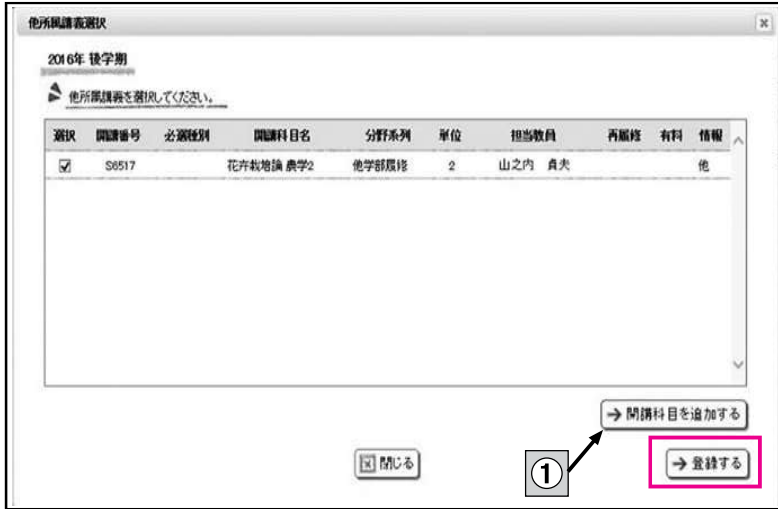 他所属講義選択
2016年 後学期
他所属講義を選択してください。
選択 開講番号 必選種別 開講科目名 分野系列 単位 担当教員 再履修 有料 情報
S6517 花卉栽培論 農学2 他学部履修 2 山之内 貞夫 他
→ 開講科目を追加する
閉じる
①
→ 登録する